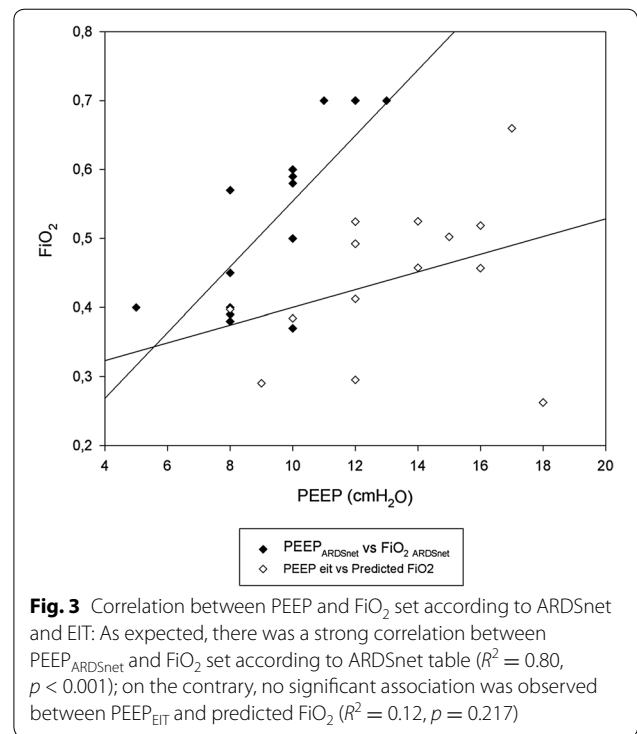 0,8
0,7
0,6
0,5
0,4
0,3
0,2
FiO₂
4 6 8 10 12 14 16 18 20
PEEP (cmH₂O)
PEEP_ARDSnet vs FiO₂ ARDSnet
PEEP eit vs Predicted FiO2
Fig. 3 Correlation between PEEP and FiO₂ set according to ARDSnet
and EIT: As expected, there was a strong correlation between
PEEP_ARDSnet and FiO₂ set according to ARDSnet table (R² = 0.80,
p < 0.001); on the contrary, no significant association was observed
between PEEP_EIT and predicted FiO₂ (R² = 0.12, p = 0.217)